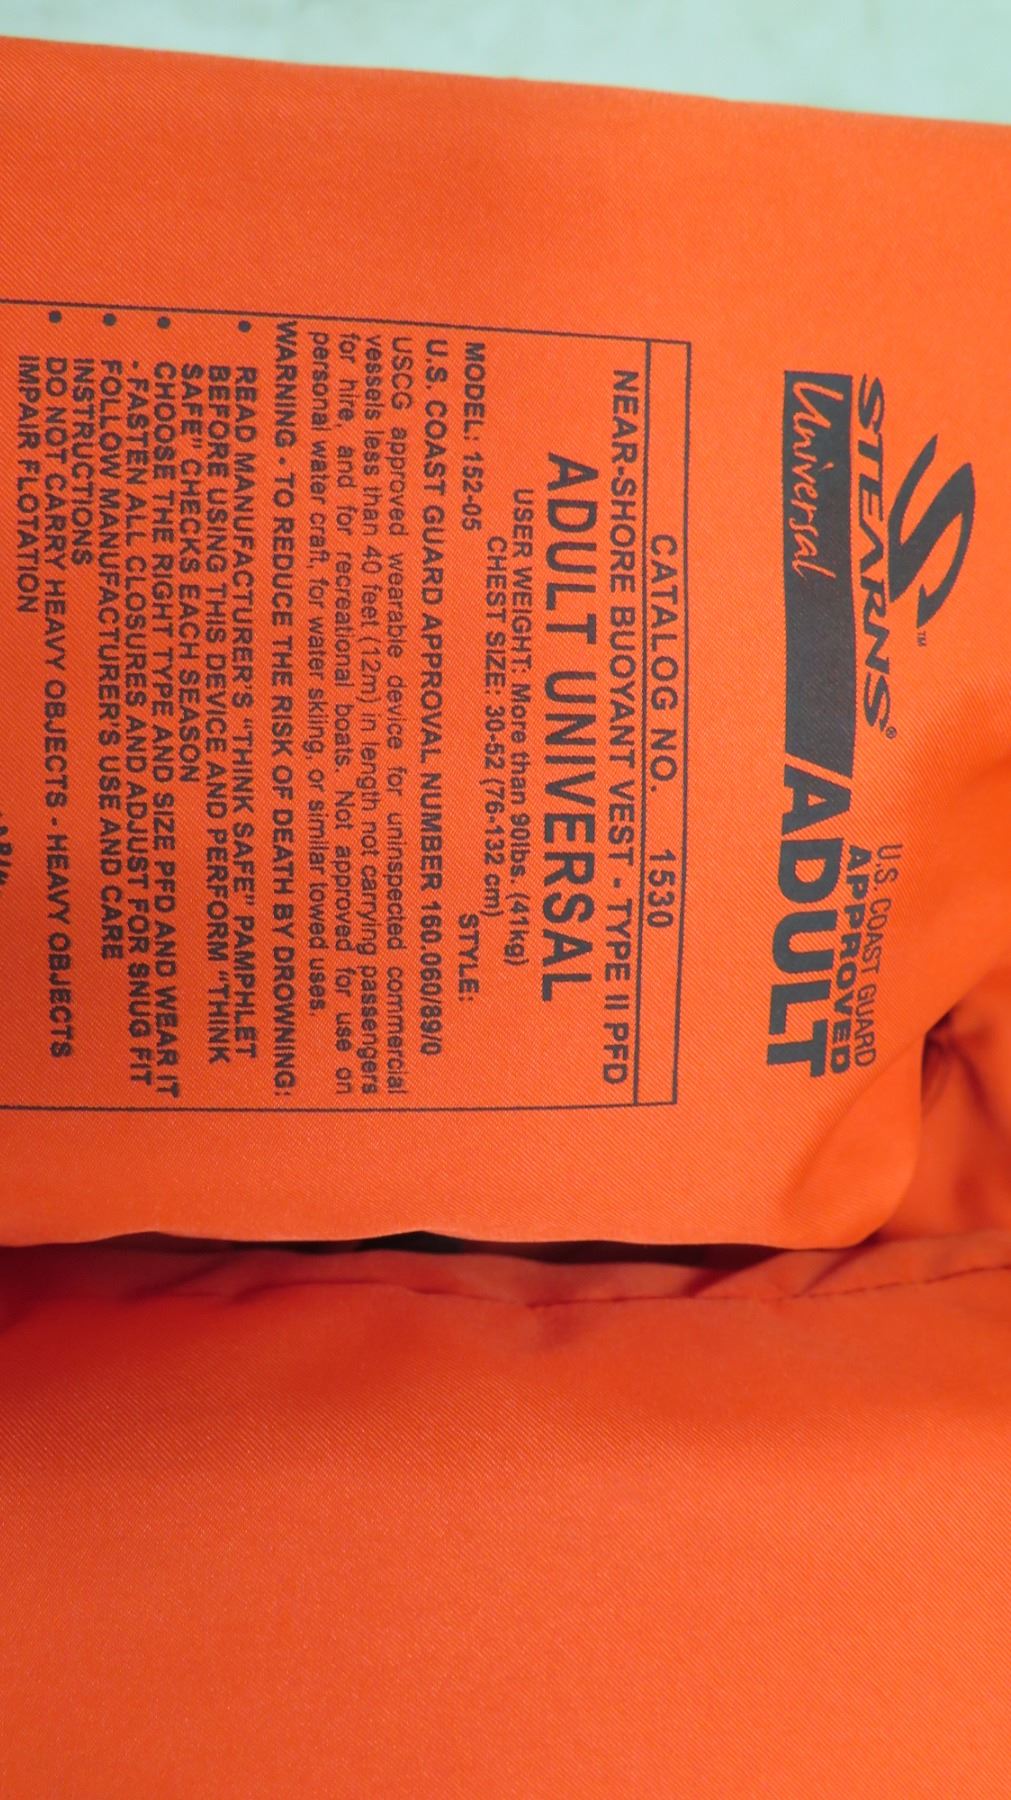 S™
STEARNS®
Universal
U.S. COAST GUARD
APPROVED
ADULT
CATALOG NO. 1530
NEAR-SHORE BUOYANT VEST - TYPE II PFD
ADULT UNIVERSAL
USER WEIGHT: More than 90lbs. (41kg)
CHEST SIZE: 30-52 (76-132 cm)
MODEL: 152-05 STYLE:
U.S. COAST GUARD APPROVAL NUMBER 160.060/89/0
USCG approved wearable device for uninspected commercial
vessels less than 40 feet (12m) in length not carrying passengers
for hire, and for recreational boats. Not approved for use on
personal water craft, for water skiing, or similar towed uses.
WARNING - TO REDUCE THE RISK OF DEATH BY DROWNING:
• READ MANUFACTURER'S "THINK SAFE" PAMPHLET
BEFORE USING THIS DEVICE AND PERFORM "THINK
SAFE" CHECKS EACH SEASON
• CHOOSE THE RIGHT TYPE AND SIZE PFD AND WEAR IT
- FASTEN ALL CLOSURES AND ADJUST FOR SNUG FIT
• FOLLOW MANUFACTURER'S USE AND CARE
INSTRUCTIONS
• DO NOT CARRY HEAVY OBJECTS - HEAVY OBJECTS
IMPAIR FLOTATION